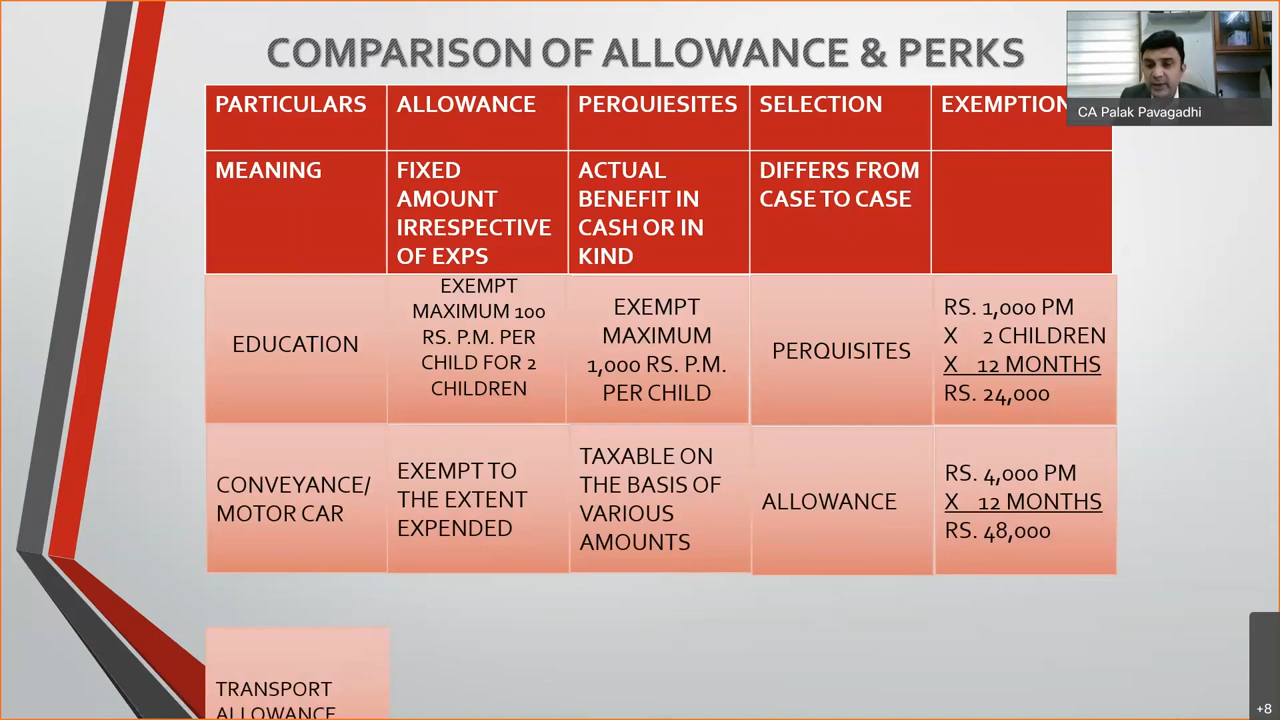 COMPARISON OF ALLOWANCE & PERKS
CA Palak Pavagadhi
PARTICULARS
ALLOWANCE
PERQUIESITES
SELECTION
EXEMPTION
MEANING
FIXED
AMOUNT
IRRESPECTIVE
OF EXPS
ACTUAL
BENEFIT IN
CASH OR IN
KIND
DIFFERS FROM
CASE TO CASE
EDUCATION
EXEMPT
MAXIMUM 100
RS. P.M. PER
CHILD FOR 2
CHILDREN
EXEMPT
MAXIMUM
1,000 RS. P.M.
PER CHILD
PERQUISITES
RS. 1,000 PM
X 2 CHILDREN
X 12 MONTHS
RS. 24,000
CONVEYANCE/
MOTOR CAR
EXEMPT TO
THE EXTENT
EXPENDED
TAXABLE ON
THE BASIS OF
VARIOUS
AMOUNTS
ALLOWANCE
RS. 4,000 PM
X 12 MONTHS
RS. 48,000
TRANSPORT
ALLOWANCE
+8